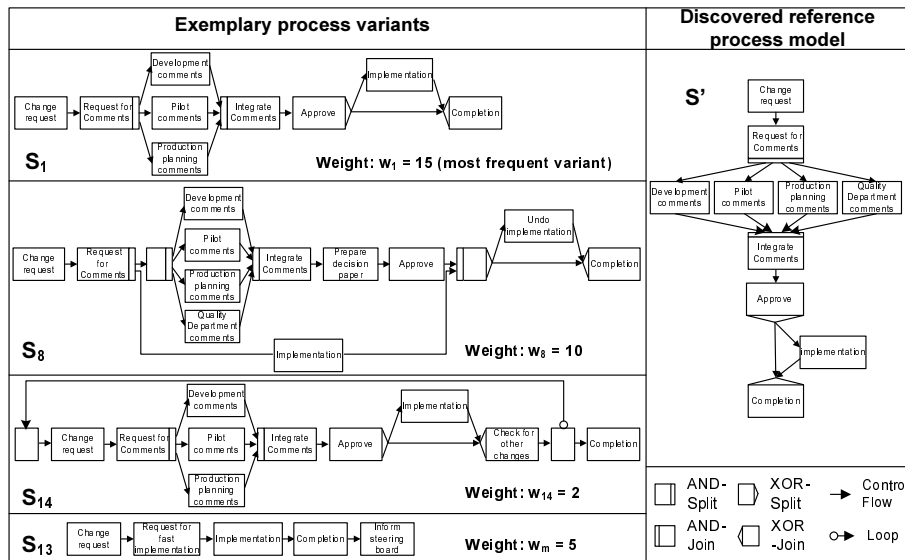 Exemplary process variants
Discovered reference
process model
Development
comments
Implementation
Change
request
Request for
Comments
Pilot
comments
Integrate
Comments
Approve
Completion
Production
planning
comments
S1
Weight: w1 = 15 (most frequent variant)
Development
comments
Undo
implementation
Pilot
comments
Change
request
Request
for
Comments
Integrate
Comments
Prepare
decision
paper
Approve
Completion
Production
planning
comments
Quality
Department
comments
S8
Implementation
Weight: w8 = 10
Development
comments
Implementation
Change
request
Request for
Comments
Pilot
comments
Integrate
Comments
Approve
Check for
other
changes
Completion
Production
planning
comments
S14
Weight: w14 = 2
S13
Change
request
Request for
fast
implementation
Implementation
Completion
Inform
steering
board
Weight: wm = 5
S'
Change
request
Request for
Comments
Development
comments
Pilot
comments
Production
planning
comments
Quality
Department
comments
Integrate
Comments
Approve
implementation
Completion
AND-
Split
XOR-
Split
Control
Flow
AND-
Join
XOR
-Join
Loop